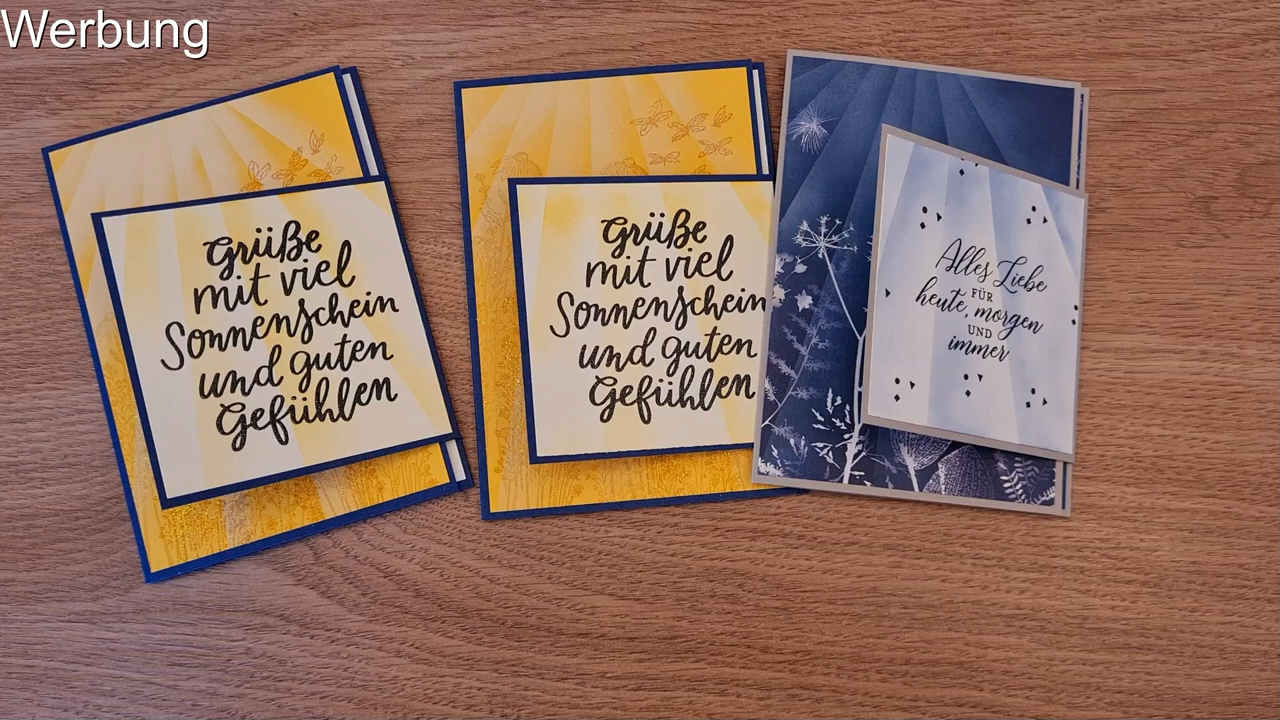 Werbung
Grüße
mit viel
Sonnenschein
und guten
Gefühlen
Grüße
mit viel
Sonnenschein
und guten
Gefühlen
Alles Liebe
FÜR
heute, morgen
UND
immer